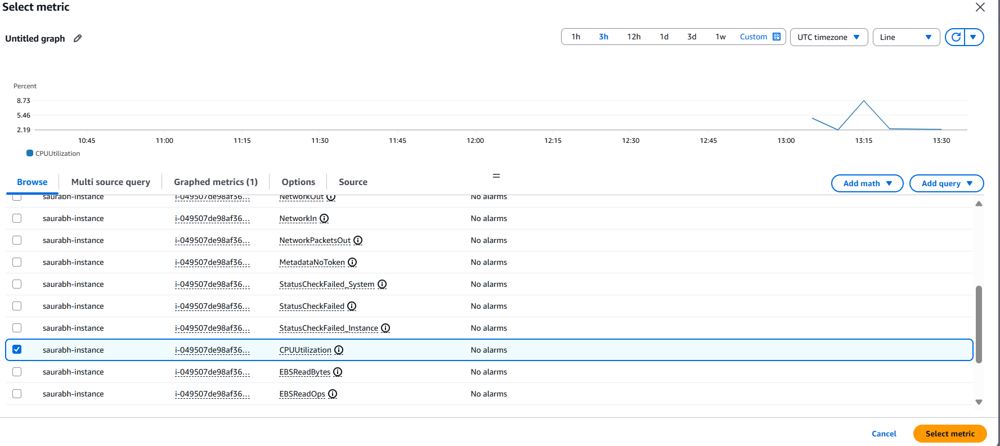 Select metric
Untitled graph
1h 3h 12h 1d 3d 1w Custom UTC timezone Line
Percent
8.73
5.46
2.19
10:45 11:00 11:15 11:30 11:45 12:00 12:15 12:30 12:45 13:00 13:15 13:30
CPUUtilization
Browse Multi source query Graphed metrics (1) Options Source Add math Add query
saurabh-instance i-049507de98af36... NetworkOut No alarms
saurabh-instance i-049507de98af36... NetworkIn No alarms
saurabh-instance i-049507de98af36... NetworkPacketsOut No alarms
saurabh-instance i-049507de98af36... MetadataNoToken No alarms
saurabh-instance i-049507de98af36... StatusCheckFailed_System No alarms
saurabh-instance i-049507de98af36... StatusCheckFailed No alarms
saurabh-instance i-049507de98af36... StatusCheckFailed_Instance No alarms
saurabh-instance i-049507de98af36... CPUUtilization No alarms
saurabh-instance i-049507de98af36... EBSReadBytes No alarms
saurabh-instance i-049507de98af36... EBSReadOps No alarms
Cancel Select metric